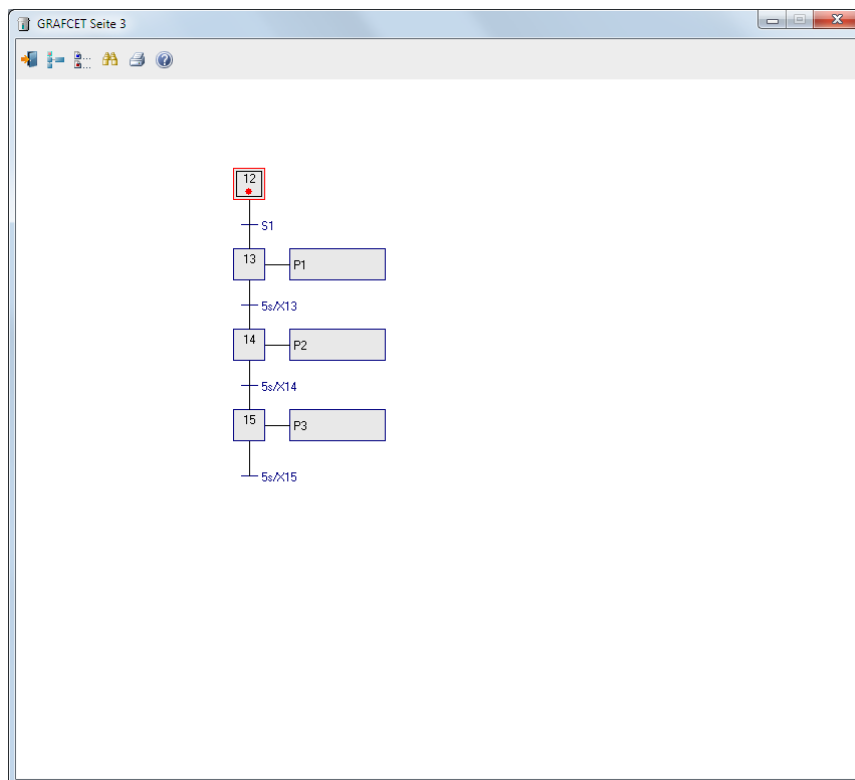 GRAFCET Seite 3
12
S1
13 P1
5s/X13
14 P2
5s/X14
15 P3
5s/X15